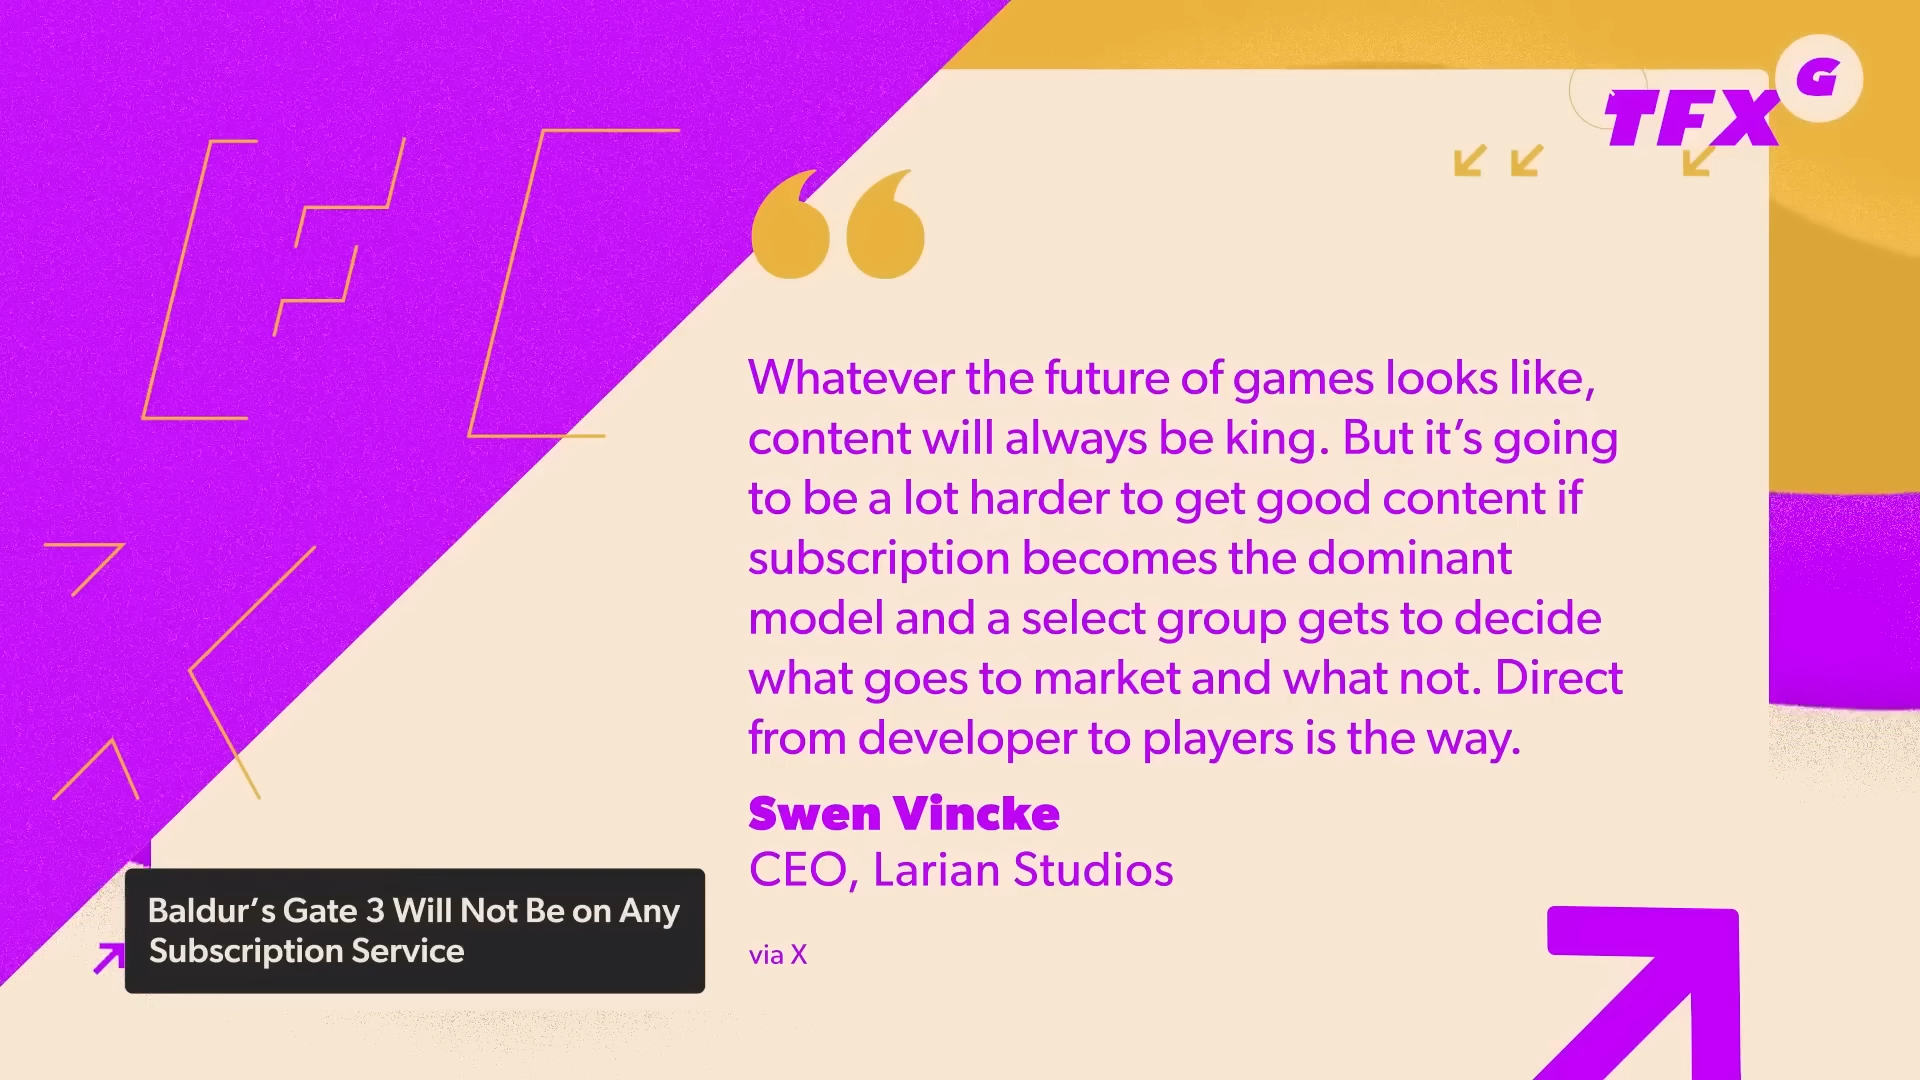 TFX
G
Whatever the future of games looks like,
content will always be king. But it’s going
to be a lot harder to get good content if
subscription becomes the dominant
model and a select group gets to decide
what goes to market and what not. Direct
from developer to players is the way.
Swen Vincke
CEO, Larian Studios
via X
Baldur’s Gate 3 Will Not Be on Any
Subscription Service